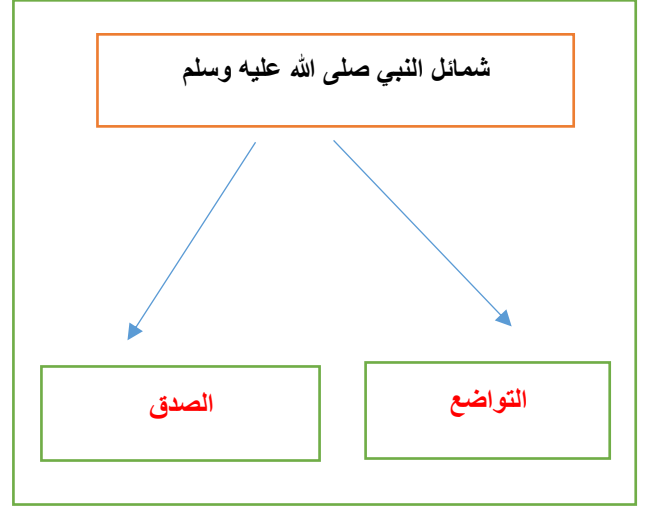 شمائل النبي صلى الله عليه وسلم
التواضع
الصدق